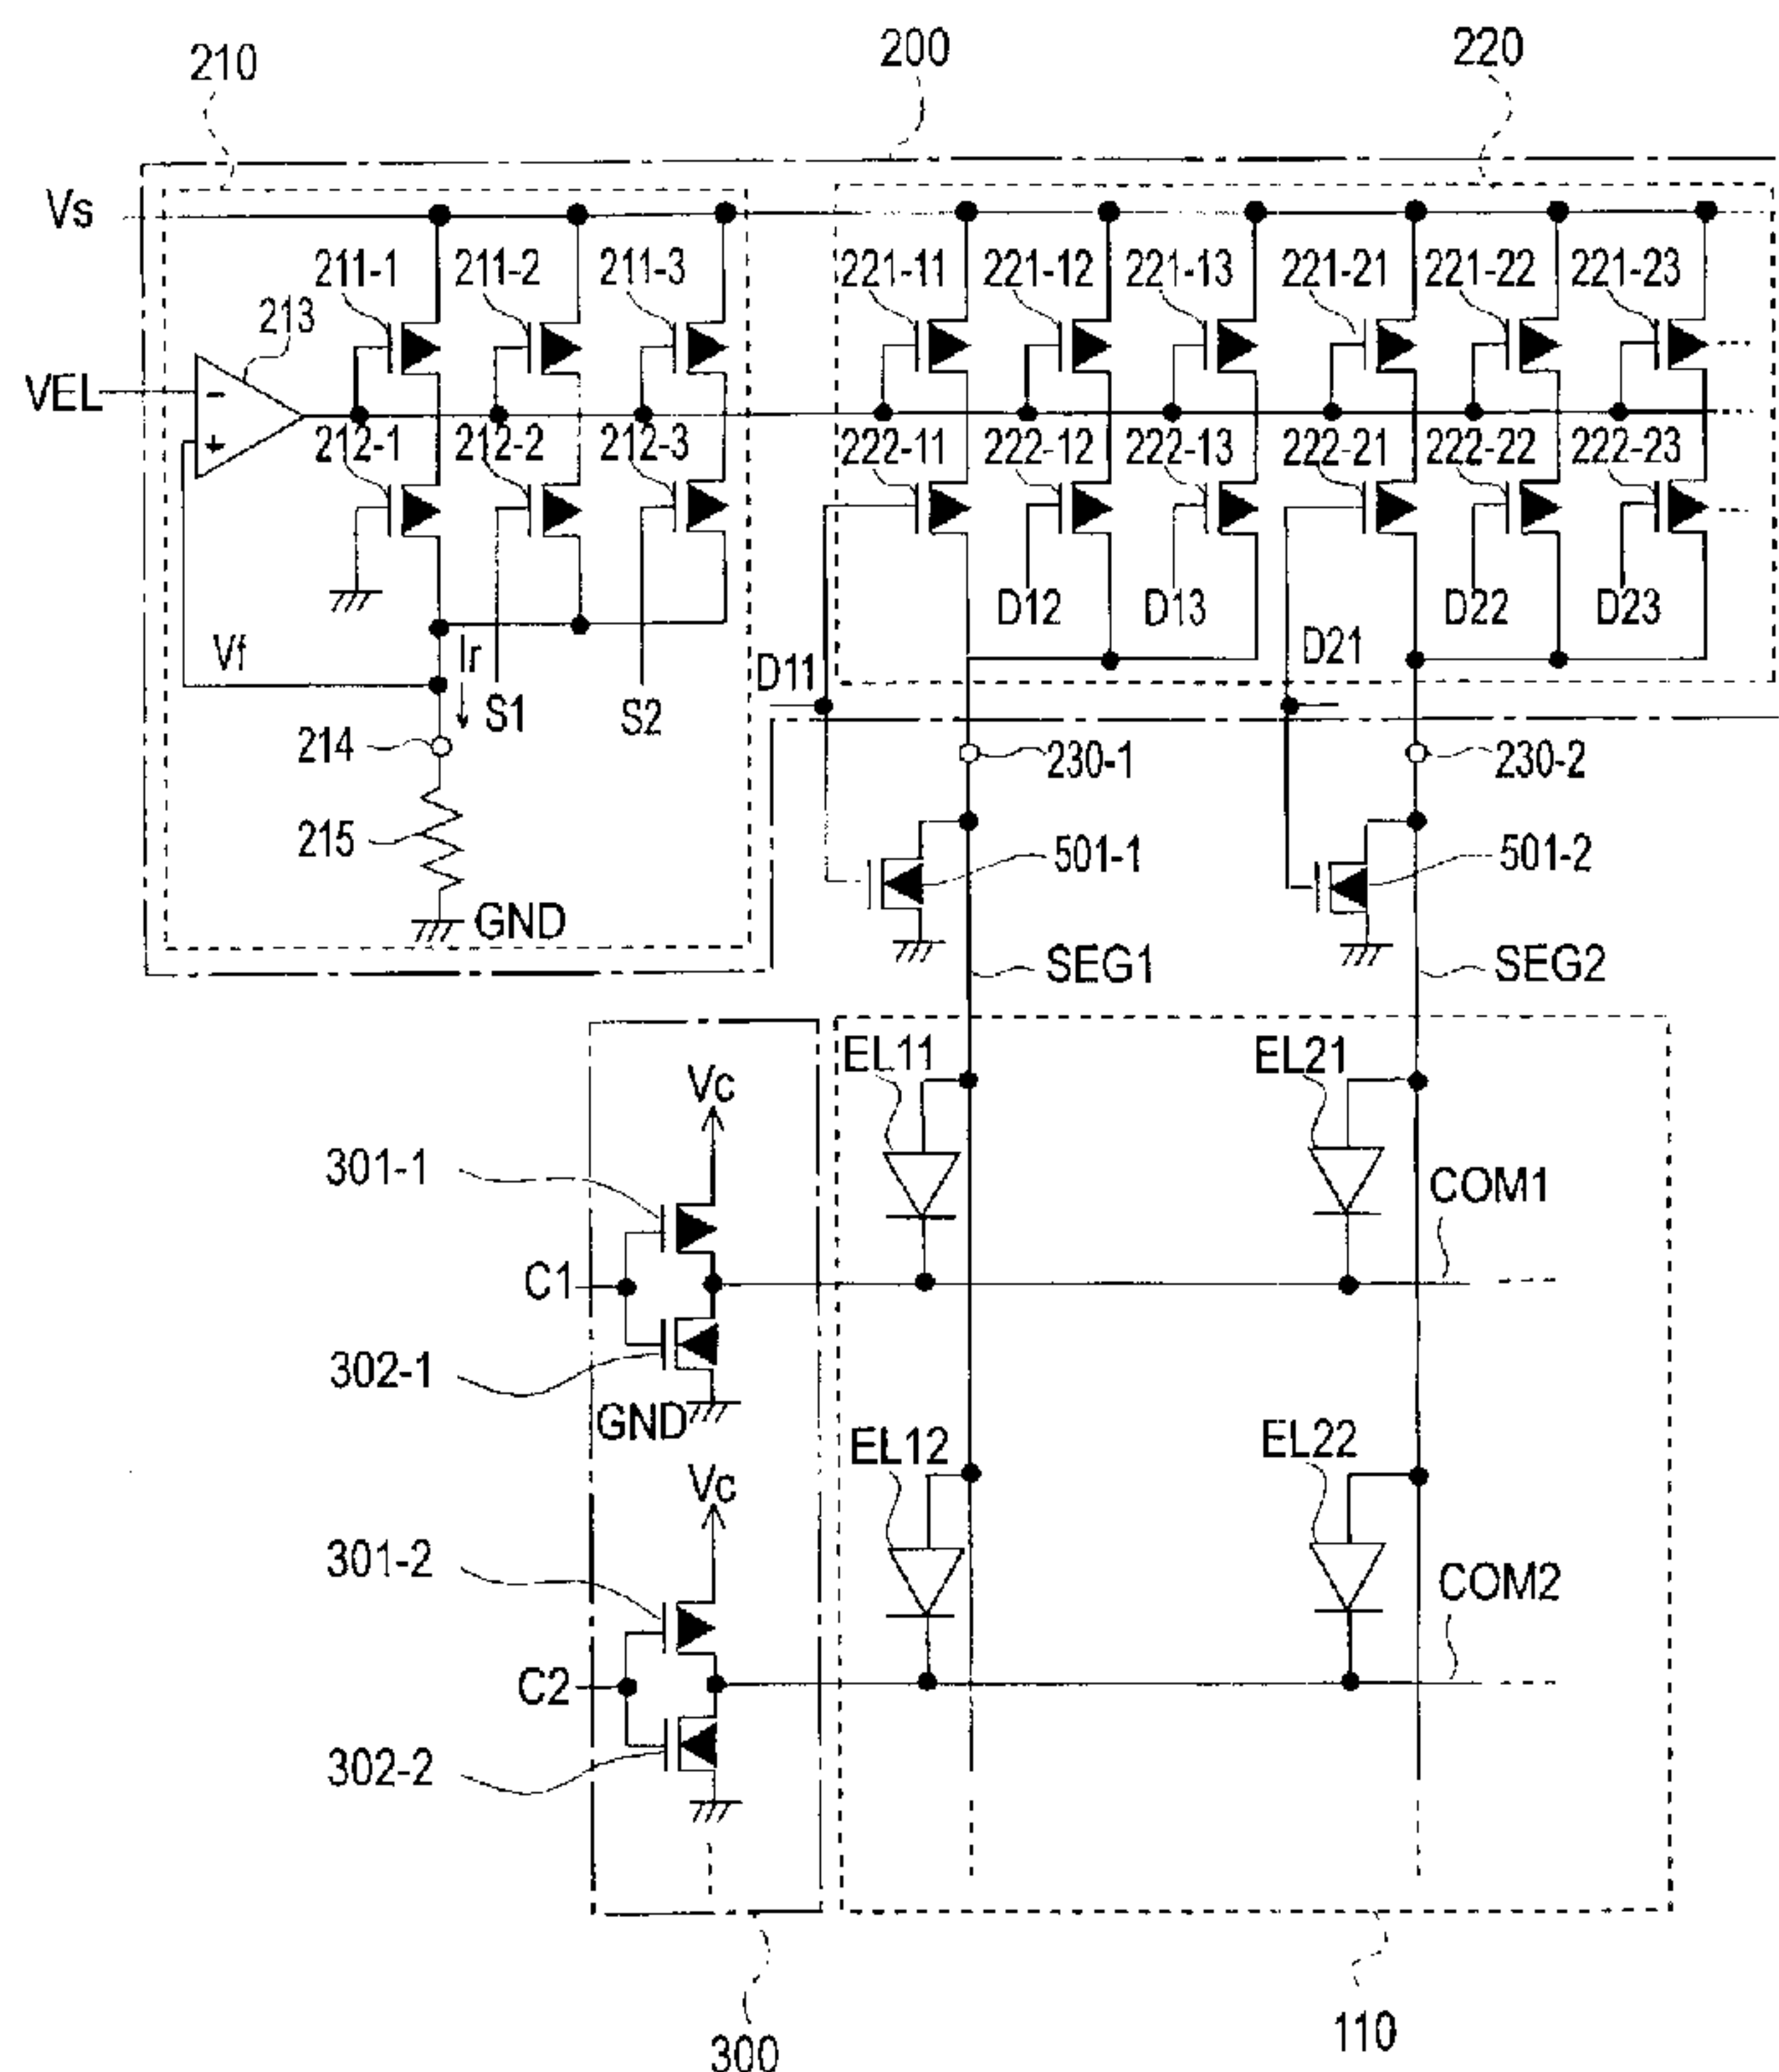 210 200 220
Vs
211-1 211-2 211-3 221-11 221-12 221-13 221-21 221-22 221-23
213
VEL
-
+
212-1 212-2 212-3 222-11 222-12 222-13 222-21 222-22 222-23
D12 D13 D22 D23
Vf Ir D11 D21
S1 S2
214 230-1 230-2
215 501-1 501-2
GND
SEG1 SEG2
EL11 EL21
Vc
301-1
COM1
C1
302-1
GND
EL12 EL22
Vc
301-2
COM2
C2
302-2
300 110